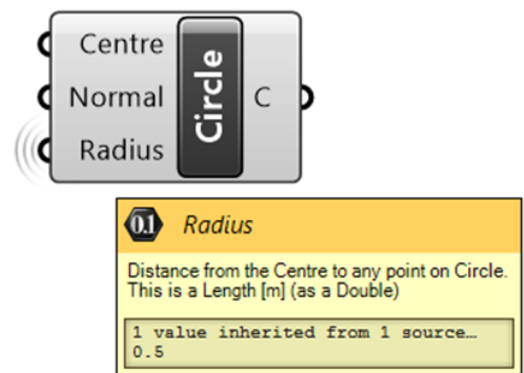 Centre
Normal
Radius
Circle
C
0.1 Radius
Distance from the Centre to any point on Circle.
This is a Length [m] (as a Double)
1 value inherited from 1 source…
0.5